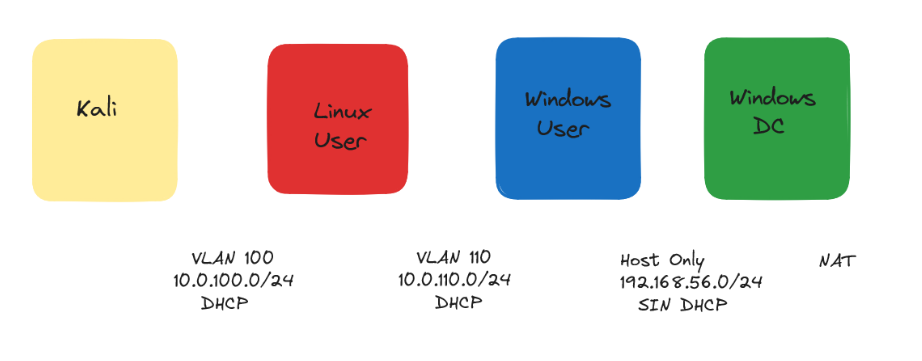 Kali
Linux
User
Windows
User
Windows
DC
VLAN 100
10.0.100.0/24
DHCP
VLAN 110
10.0.110.0/24
DHCP
Host Only
192.168.56.0/24
SIN DHCP
NAT